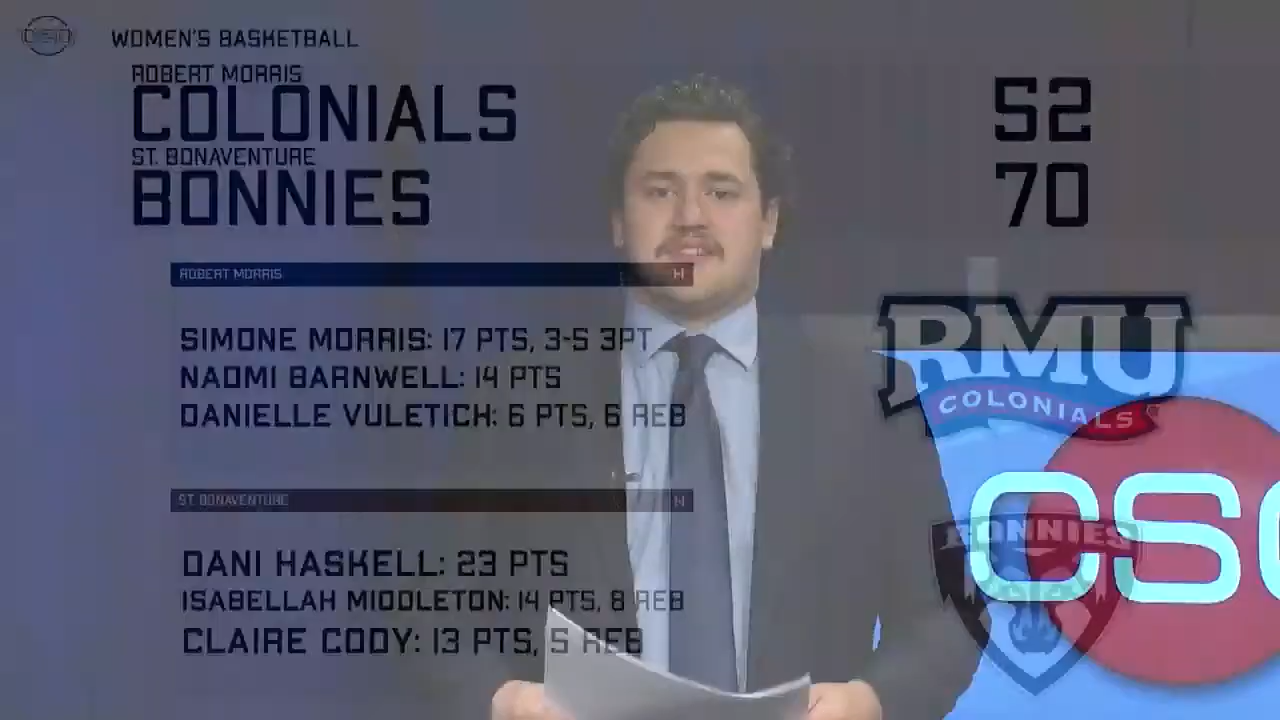 CSO
WOMEN'S BASKETBALL
ROBERT MORRIS
COLONIALS 52
ST. BONAVENTURE
BONNIES 70
ROBERT MORRIS
SIMONE MORRIS: 17 PTS, 3-5 3PT
NAOMI BARNWELL: 14 PTS
DANIELLE VULETICH: 6 PTS, 6 REB
RMU
COLONIALS
ST BONAVENTURE
DANI HASKELL: 23 PTS
ISABELLAH MIDDLETON: 14 PTS, 8 REB
CLAIRE CODY: 13 PTS, 5 REB
CSO
BONNIES